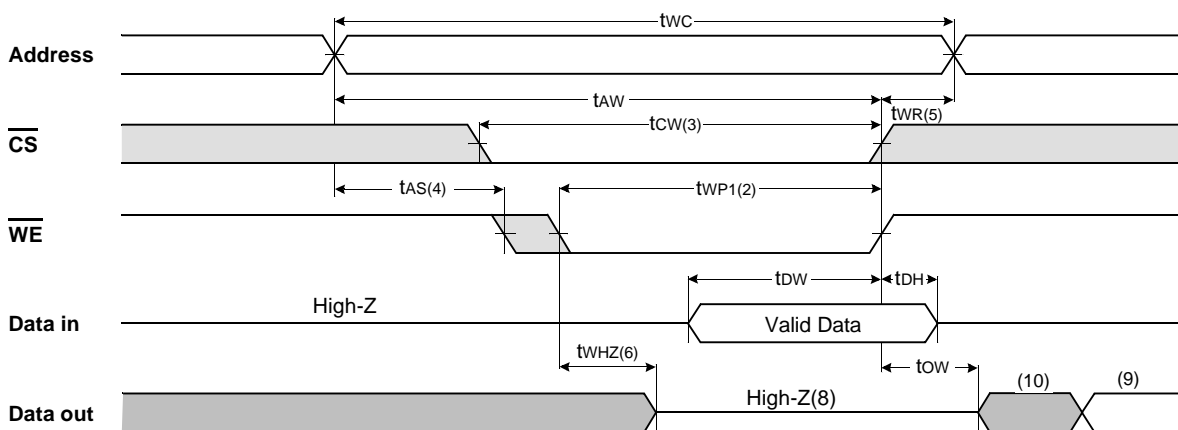 tWC
Address
tAW
tWR(5)
tCW(3)
CS
tAS(4)
tWP1(2)
WE
tDW
tDH
High-Z
Data in
Valid Data
tWHZ(6)
tOW
(10)
(9)
High-Z(8)
Data out